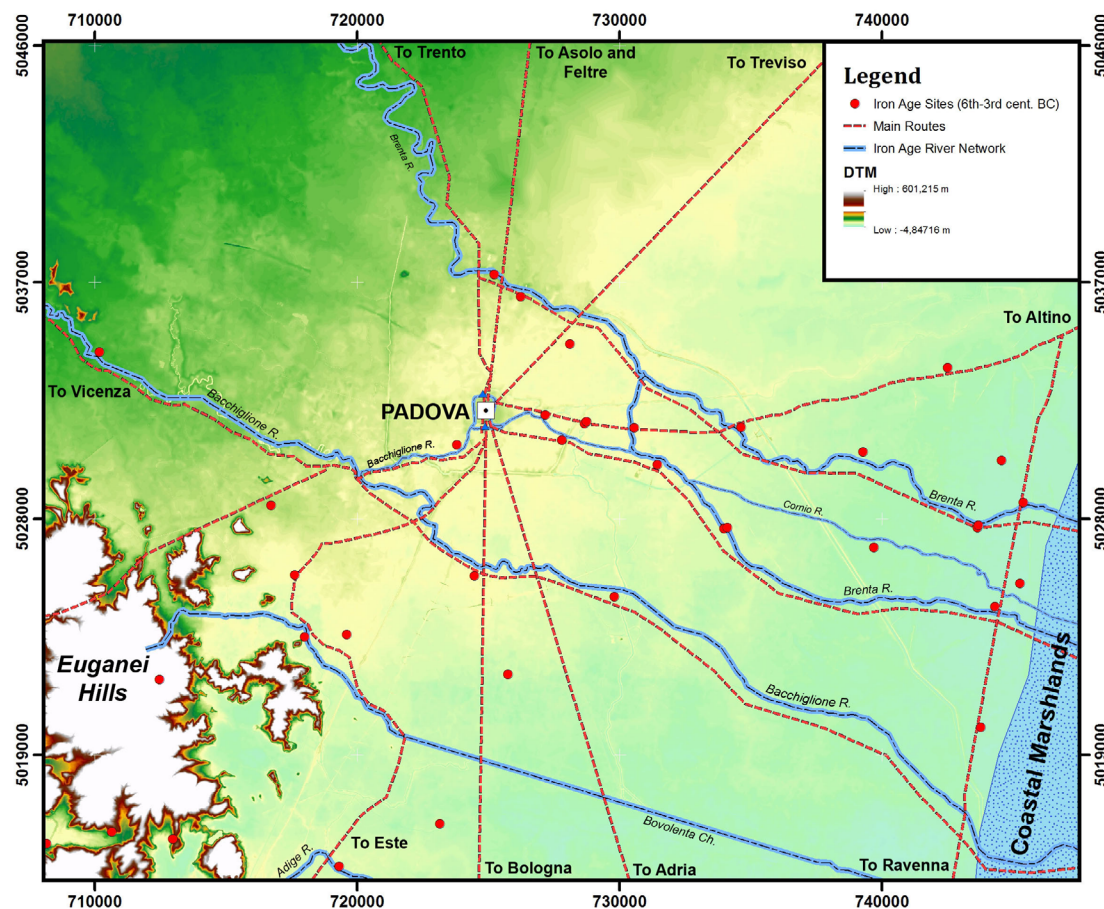 710000
720000
730000
740000
5046000
5046000
To Trento
To Asolo and
Feltre
To Treviso
Legend
Iron Age Sites (6th-3rd cent. BC)
Main Routes
Iron Age River Network
DTM
High : 601,215 m
Low : -4,84716 m
Brenta R.
5037000
5037000
To Altino
To Vicenza
Bacchiglione R.
PADOVA
Bacchiglione R.
Brenta R.
Cornio R.
5028000
5028000
Brenta R.
Euganei
Hills
Bacchiglione R.
Coastal Marshlands
5019000
5019000
Bovolenta Ch.
Adige R.
To Este
To Bologna
To Adria
To Ravenna
710000
720000
730000
740000